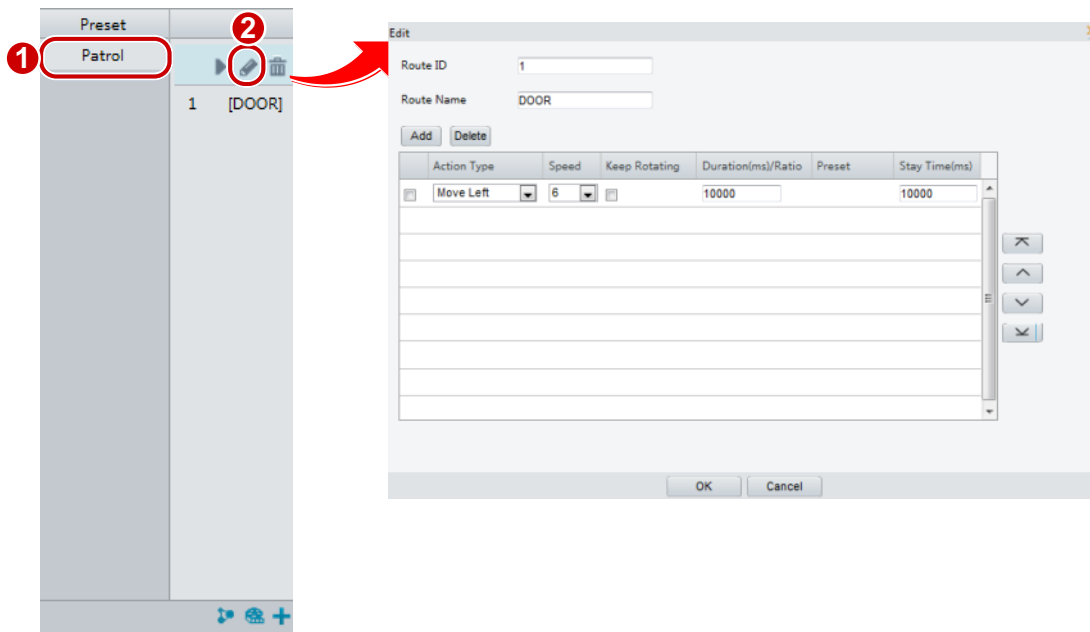 Preset
1
Patrol
2
1 [DOOR]
Edit
Route ID 1
Route Name DOOR
Add Delete
Action Type Speed Keep Rotating Duration(ms)/Ratio Preset Stay Time(ms)
Move Left 6 10000 10000
OK Cancel